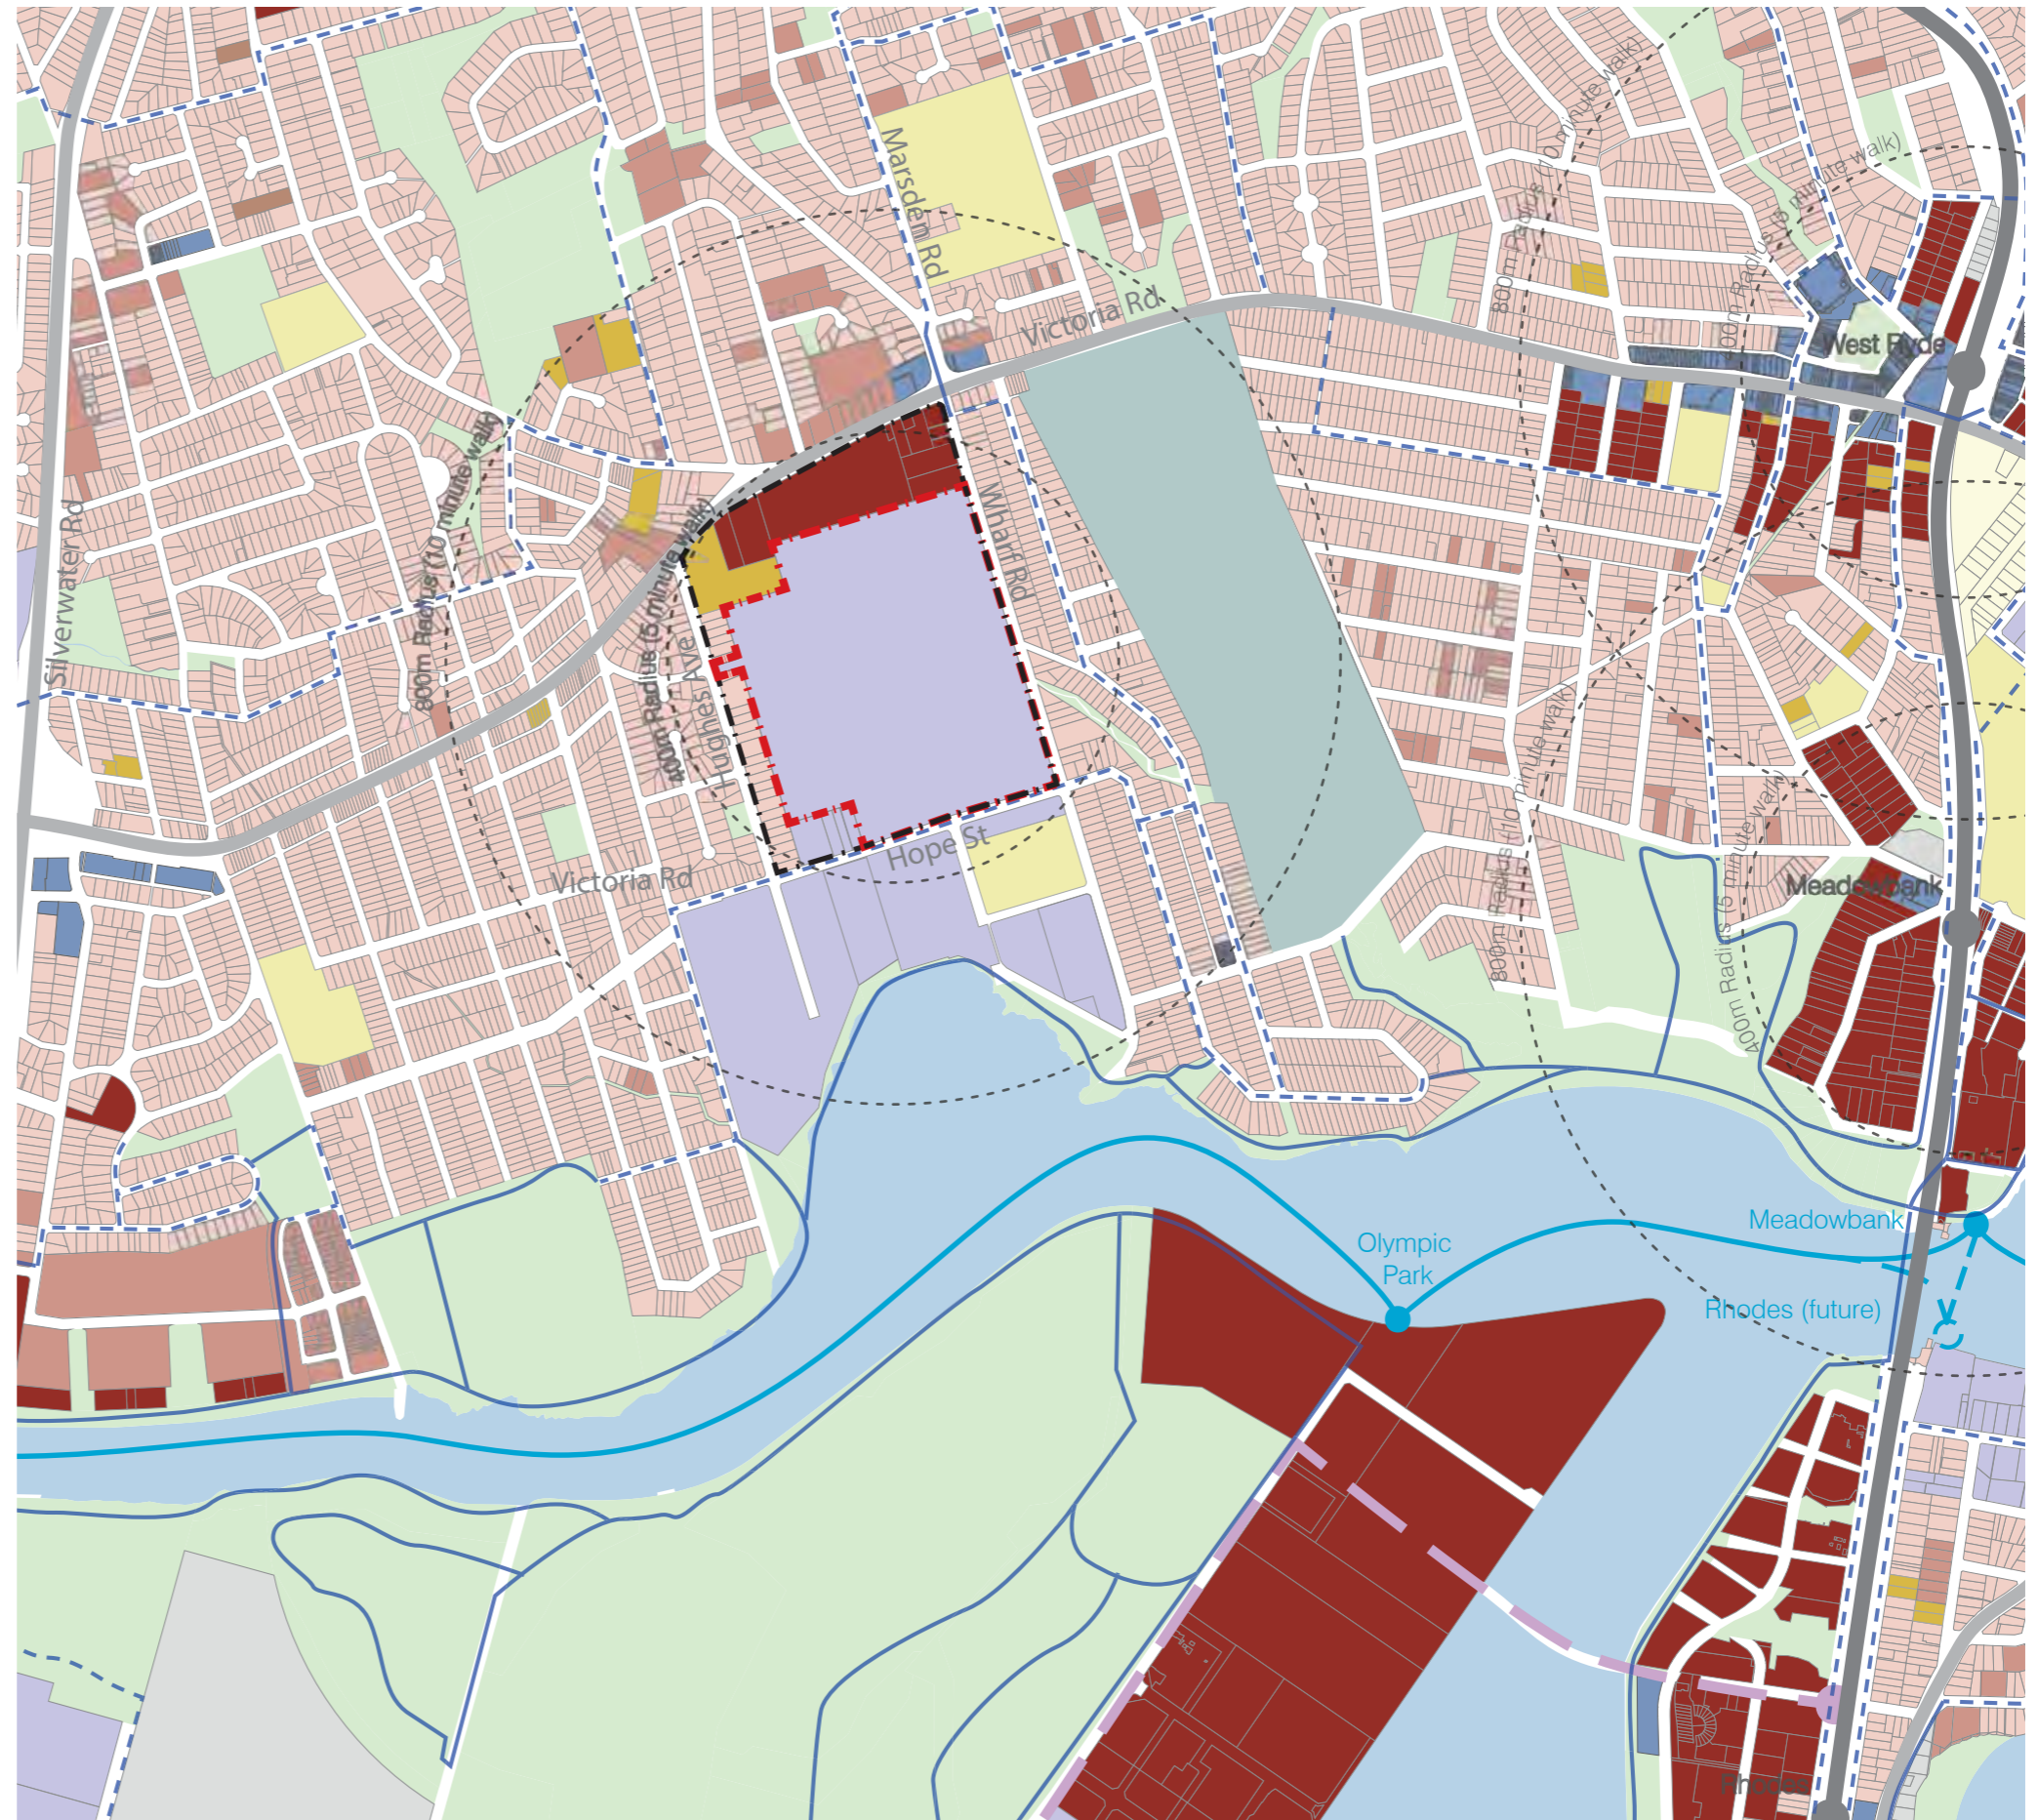 800m Radius (10 minute walk)
400m Radius (5 minute walk)
Marsden Rd
Victoria Rd
West Ryde
Silverwater Rd
800m Radius (10 minute walk)
400m Radius (5 minute walk)
Wharf Rd
Hughes Ave
800m Radius (10 minute walk)
400m Radius (5 minute walk)
Hope St
Victoria Rd
Meadowbank
Meadowbank
Olympic
Park
Rhodes (future)
Rhodes